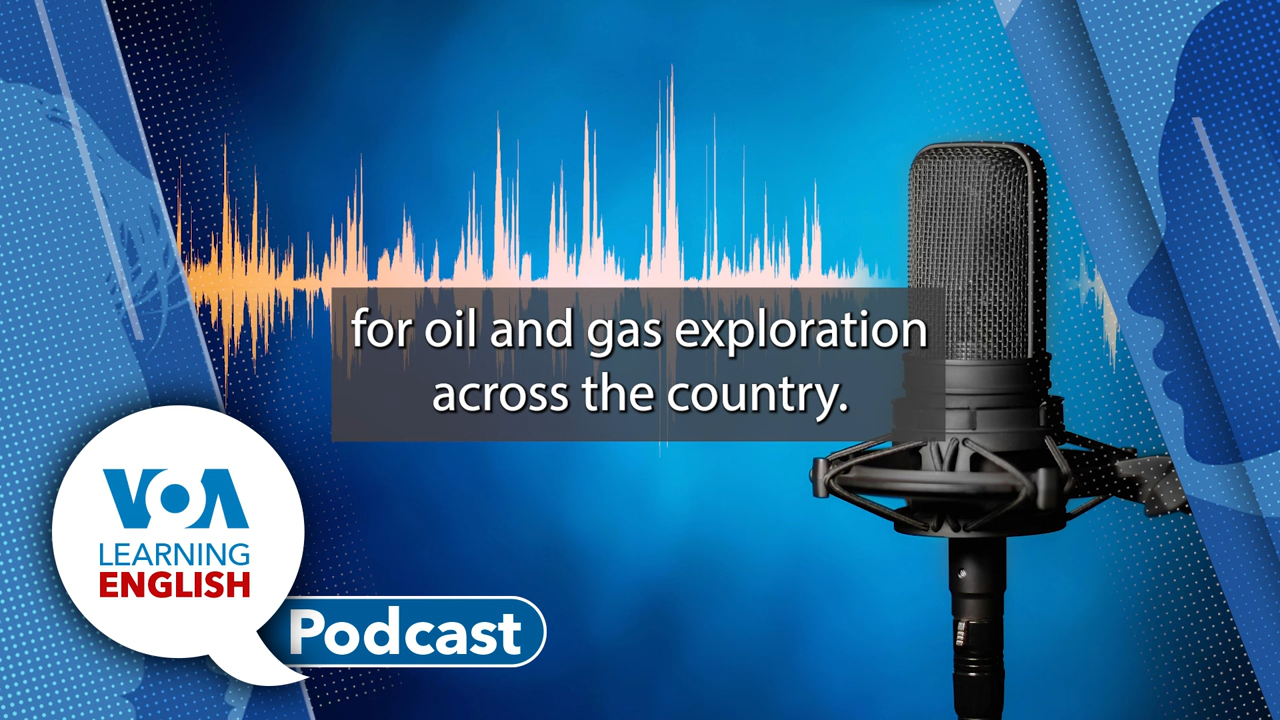 for oil and gas exploration
across the country.
VOA
LEARNING
ENGLISH
Podcast